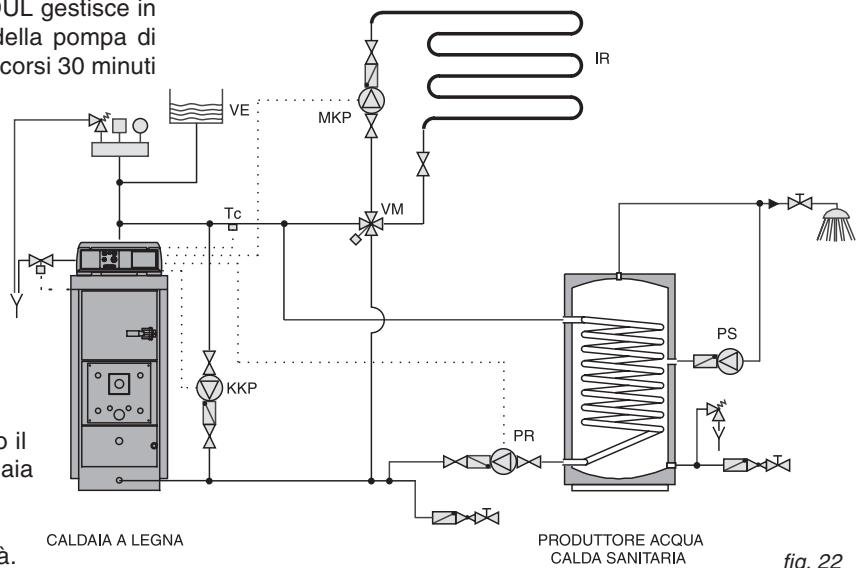 DUL gestisce in
della pompa di
corsi 30 minuti
VE
MKP
IR
Tc
VM
KKP
PS
PR
o il
aia
CALDAIA A LEGNA
PRODUTTORE ACQUA
CALDA SANITARIA
à.
fig. 22